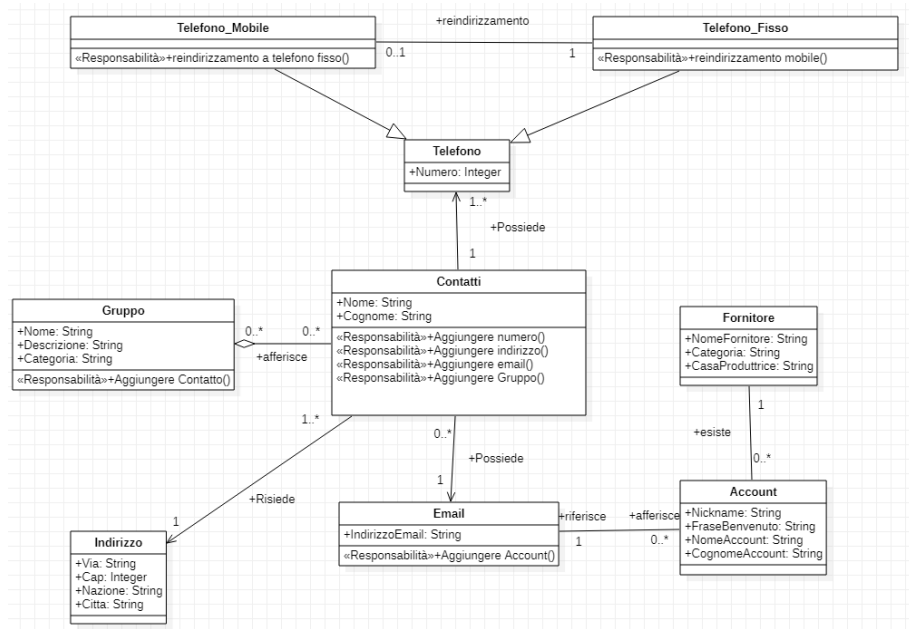 +reindirizzamento
Telefono_Mobile
«Responsabilità»+reindirizzamento a telefono fisso()
0..1
1
Telefono_Fisso
«Responsabilità»+reindirizzamento mobile()
Telefono
+Numero: Integer
1..*
+Possiede
1
Contatti
+Nome: String
+Cognome: String
«Responsabilità»+Aggiungere numero()
«Responsabilità»+Aggiungere indirizzo()
«Responsabilità»+Aggiungere email()
«Responsabilità»+Aggiungere Gruppo()
Gruppo
+Nome: String
+Descrizione: String
+Categoria: String
«Responsabilità»+Aggiungere Contatto()
0..*
0..*
+afferisce
Fornitore
+NomeFornitore: String
+Categoria: String
+CasaProduttrice: String
1
+esiste
0..*
1..*
+Risiede
1
0..*
+Possiede
1
Indirizzo
+Via: String
+Cap: Integer
+Nazione: String
+Citta: String
Email
+IndirizzoEmail: String
«Responsabilità»+Aggiungere Account()
+riferisce
1
+afferisce
0..*
Account
+Nickname: String
+FraseBenvenuto: String
+NomeAccount: String
+CognomeAccount: String